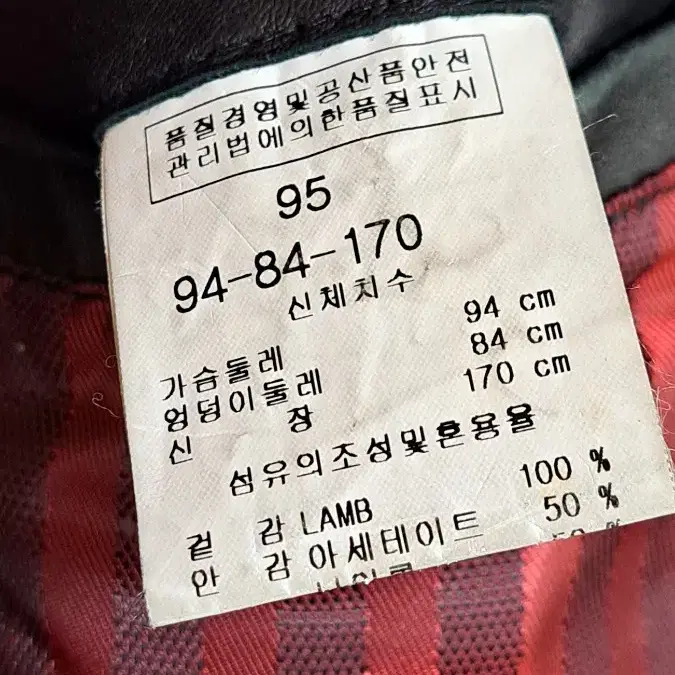 품질경영및공산품안전
관리법에의한품질표시
95
94-84-170
신체치수
가슴둘레 94 cm
엉덩이둘레 84 cm
신 장 170 cm
섬유의조성및혼용율
겉 감 LAMB 100 %
안 감 아세테이트 50 %